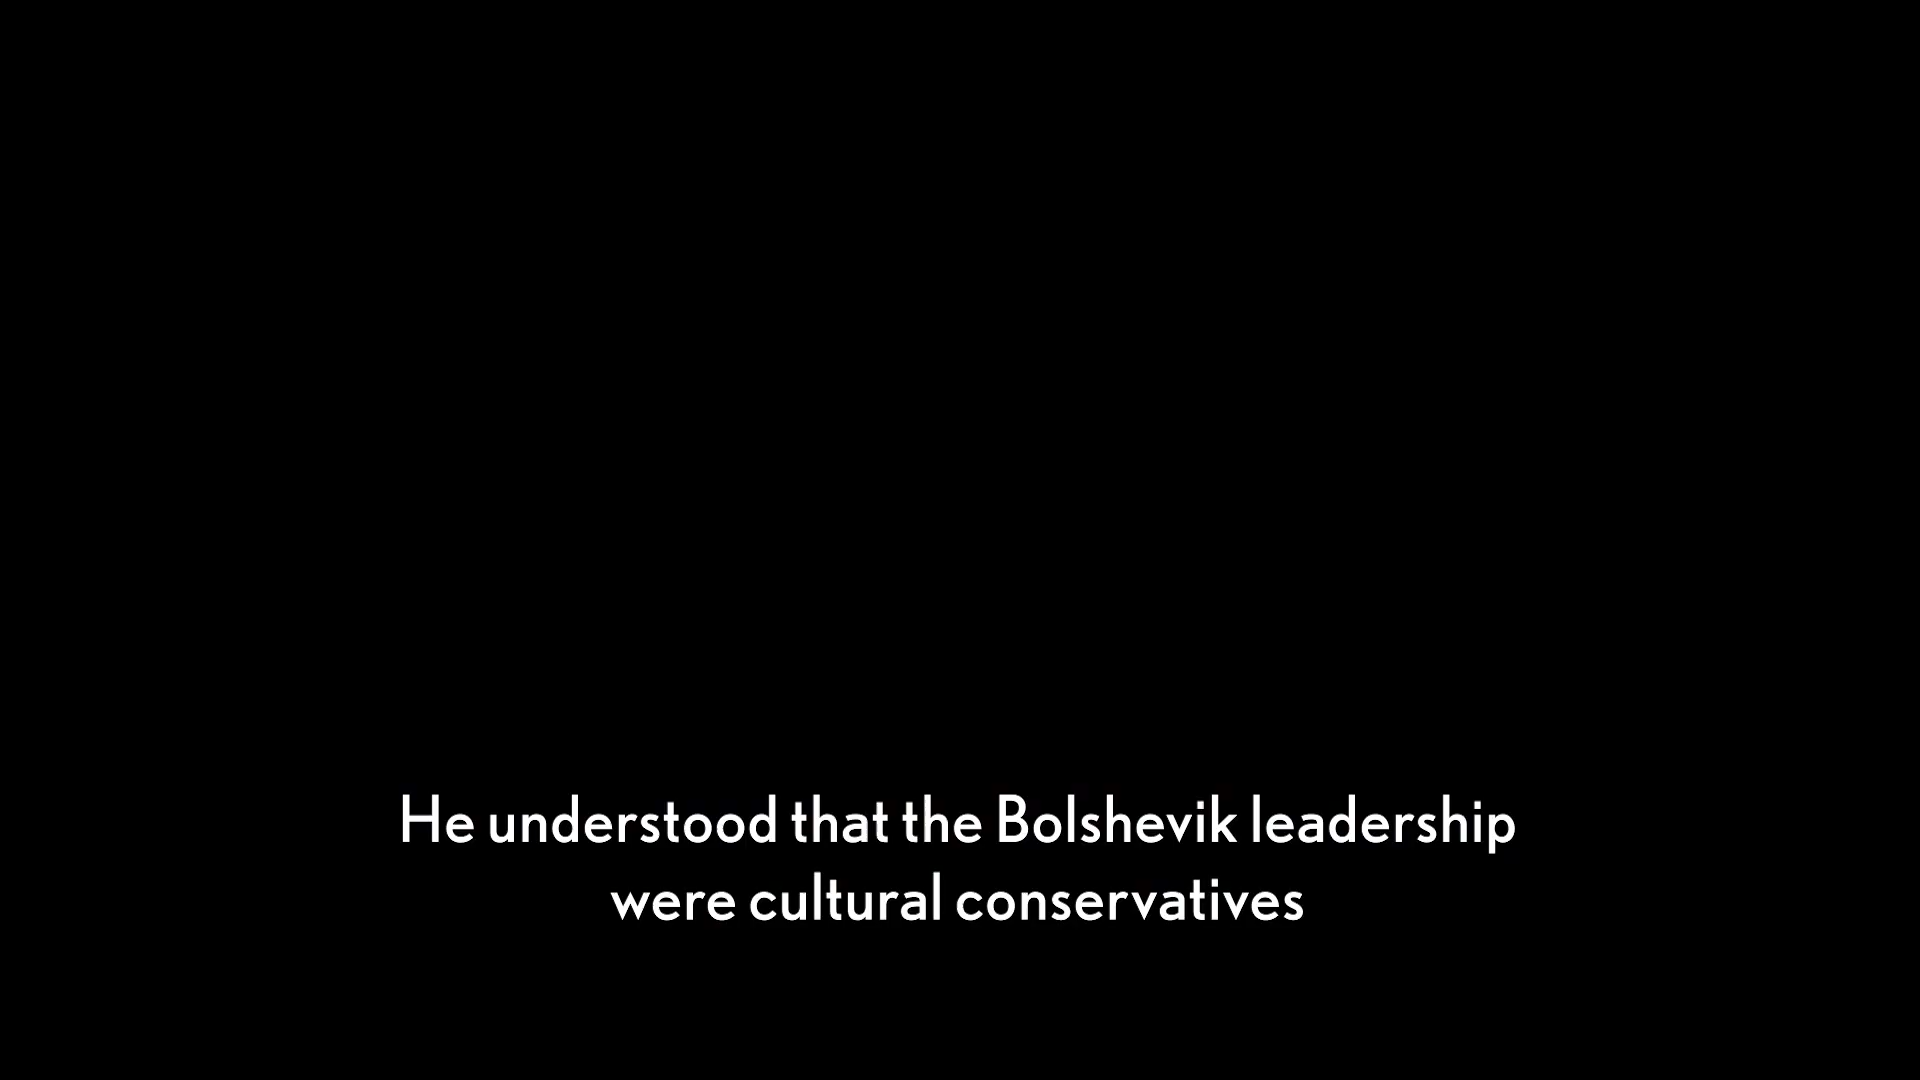 He understood that the Bolshevik leadership
were cultural conservatives